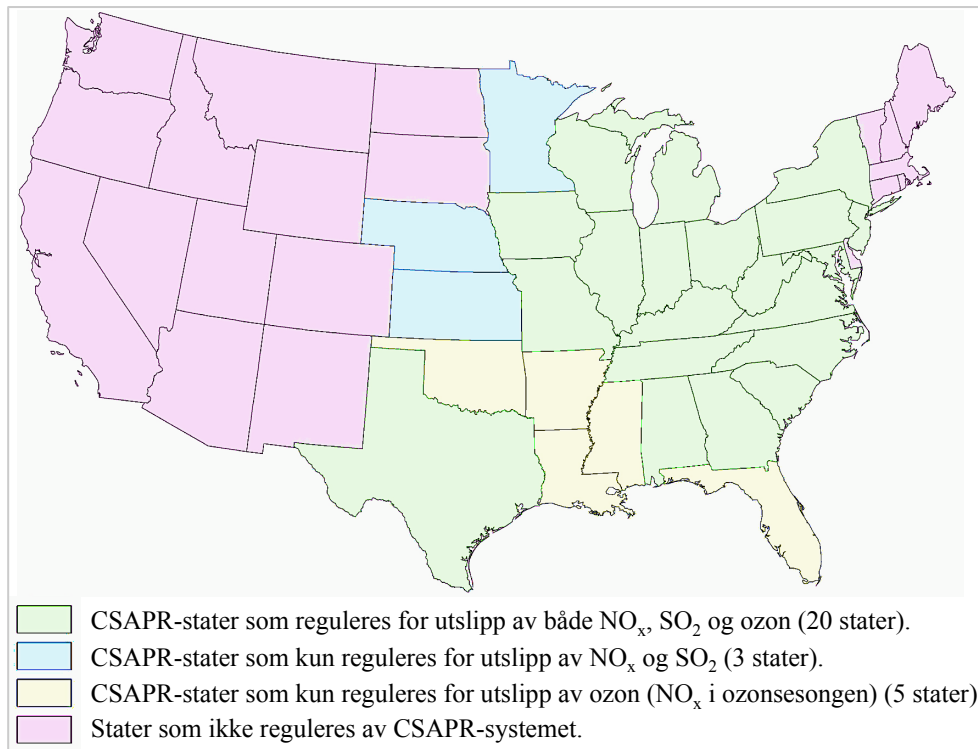 CSAPR-stater som reguleres for utslipp av både NOₓ, SO₂ og ozon (20 stater).
CSAPR-stater som kun reguleres for utslipp av NOₓ og SO₂ (3 stater).
CSAPR-stater som kun reguleres for utslipp av ozon (NOₓ i ozonsesongen) (5 stater)
Stater som ikke reguleres av CSAPR-systemet.